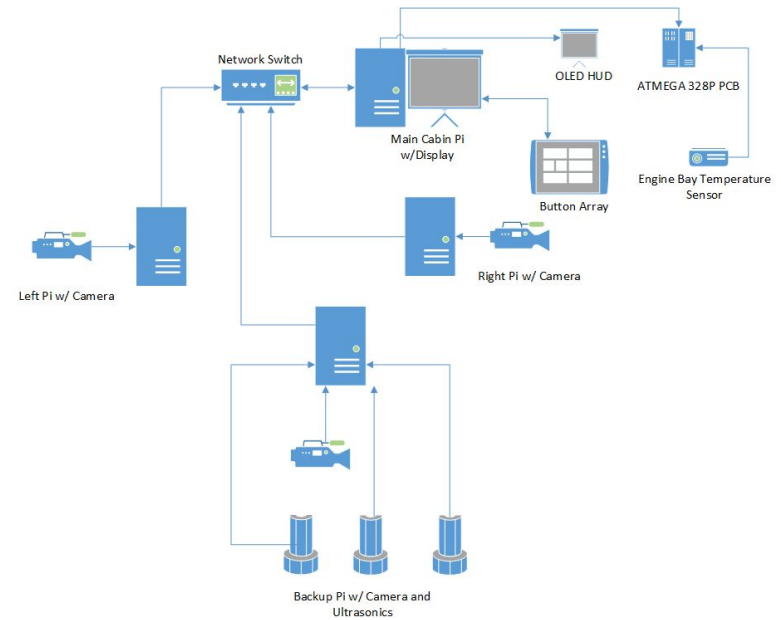 Network Switch
OLED HUD
ATMEGA 328P PCB
Main Cabin Pi
w/Display
Engine Bay Temperature
Sensor
Button Array
Right Pi w/ Camera
Left Pi w/ Camera
Backup Pi w/ Camera and
Ultrasonics